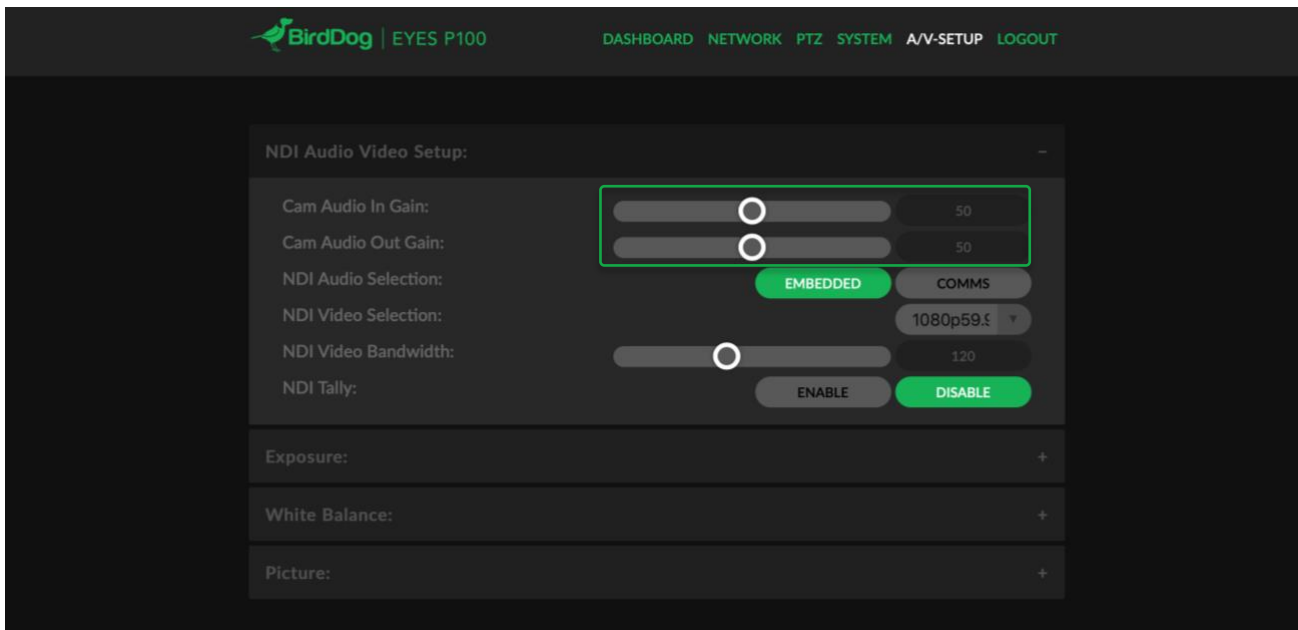 BirdDog | EYES P100 DASHBOARD NETWORK PTZ SYSTEM A/V-SETUP LOGOUT
NDI Audio Video Setup: −
Cam Audio In Gain: 50
Cam Audio Out Gain: 50
NDI Audio Selection: EMBEDDED COMMS
NDI Video Selection: 1080p59.9
NDI Video Bandwidth: 120
NDI Tally: ENABLE DISABLE
Exposure: +
White Balance: +
Picture: +